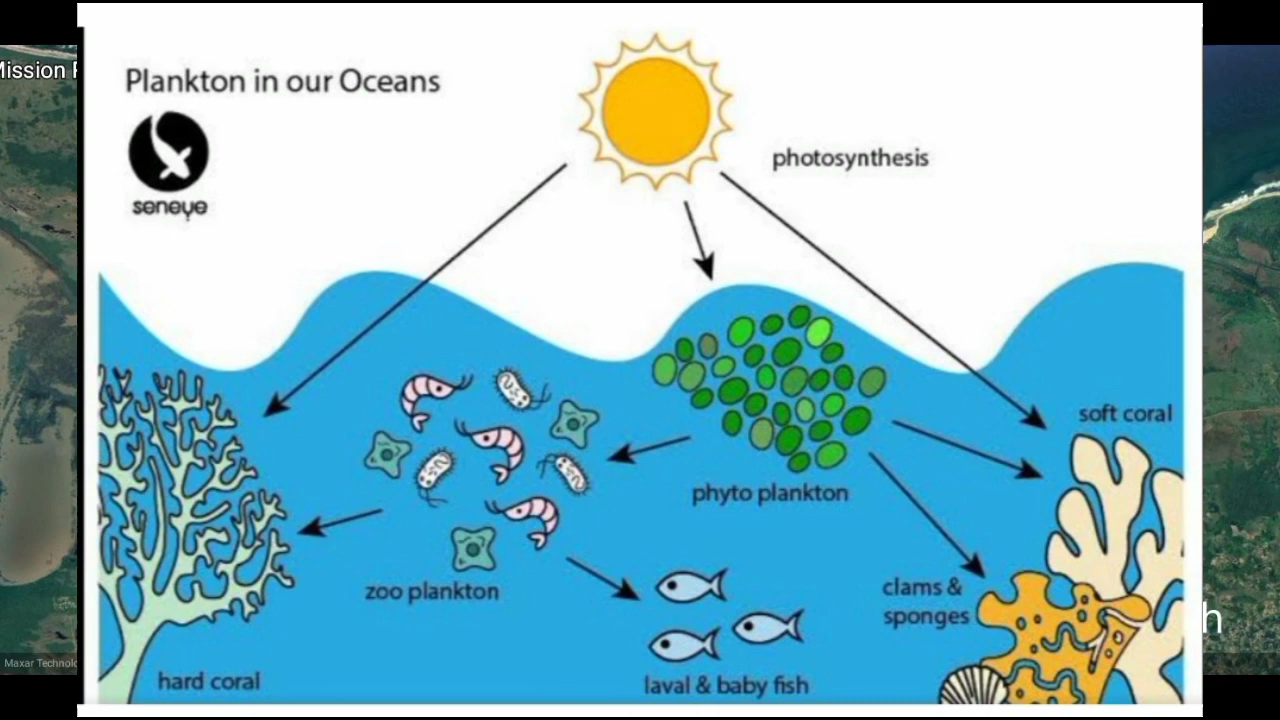 Mission
Plankton in our Oceans
seneye
photosynthesis
soft coral
phyto plankton
zoo plankton
clams &
sponges
hard coral
laval & baby fish
Maxar